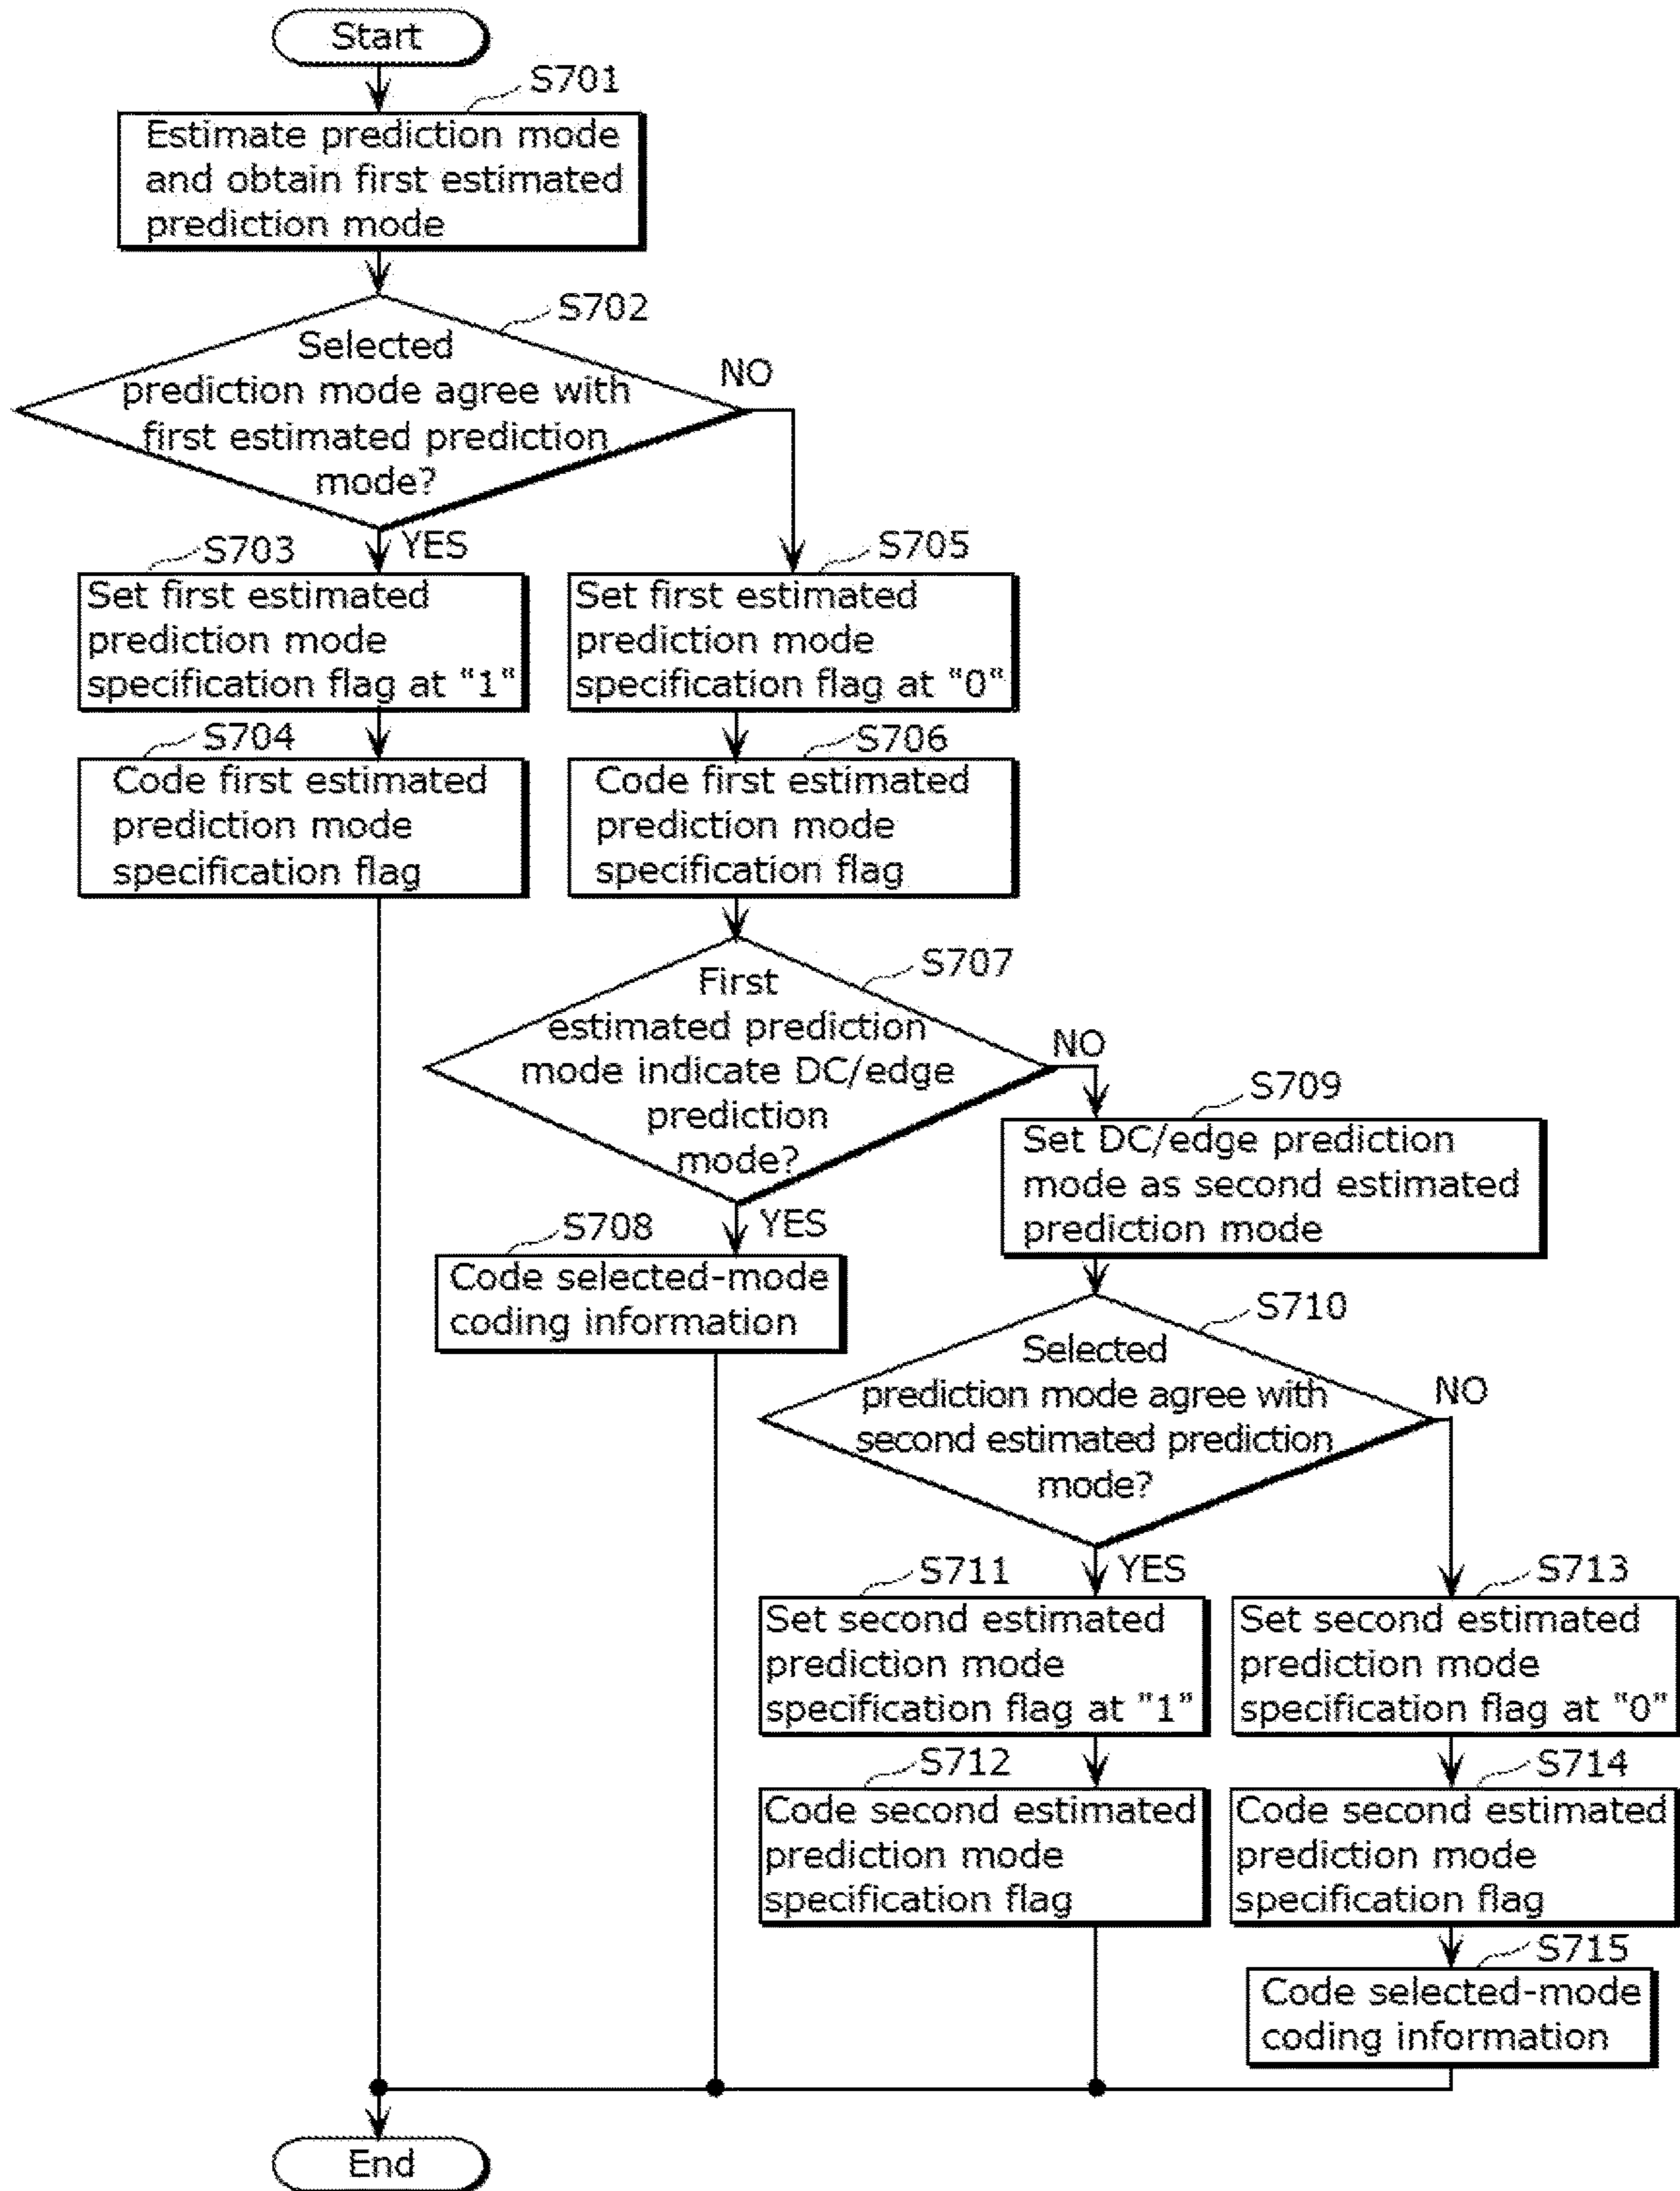 Start
S701
Estimate prediction mode
and obtain first estimated
prediction mode
S702
Selected
prediction mode agree with
first estimated prediction
mode?
NO
YES
S703
Set first estimated
prediction mode
specification flag at "1"
S705
Set first estimated
prediction mode
specification flag at "0"
S704
Code first estimated
prediction mode
specification flag
S706
Code first estimated
prediction mode
specification flag
S707
First
estimated prediction
mode indicate DC/edge
prediction
mode?
NO
YES
S709
Set DC/edge prediction
mode as second estimated
prediction mode
S708
Code selected-mode
coding information
S710
Selected
prediction mode agree with
second estimated prediction
mode?
NO
YES
S711
Set second estimated
prediction mode
specification flag at "1"
S713
Set second estimated
prediction mode
specification flag at "0"
S712
Code second estimated
prediction mode
specification flag
S714
Code second estimated
prediction mode
specification flag
S715
Code selected-mode
coding information
End